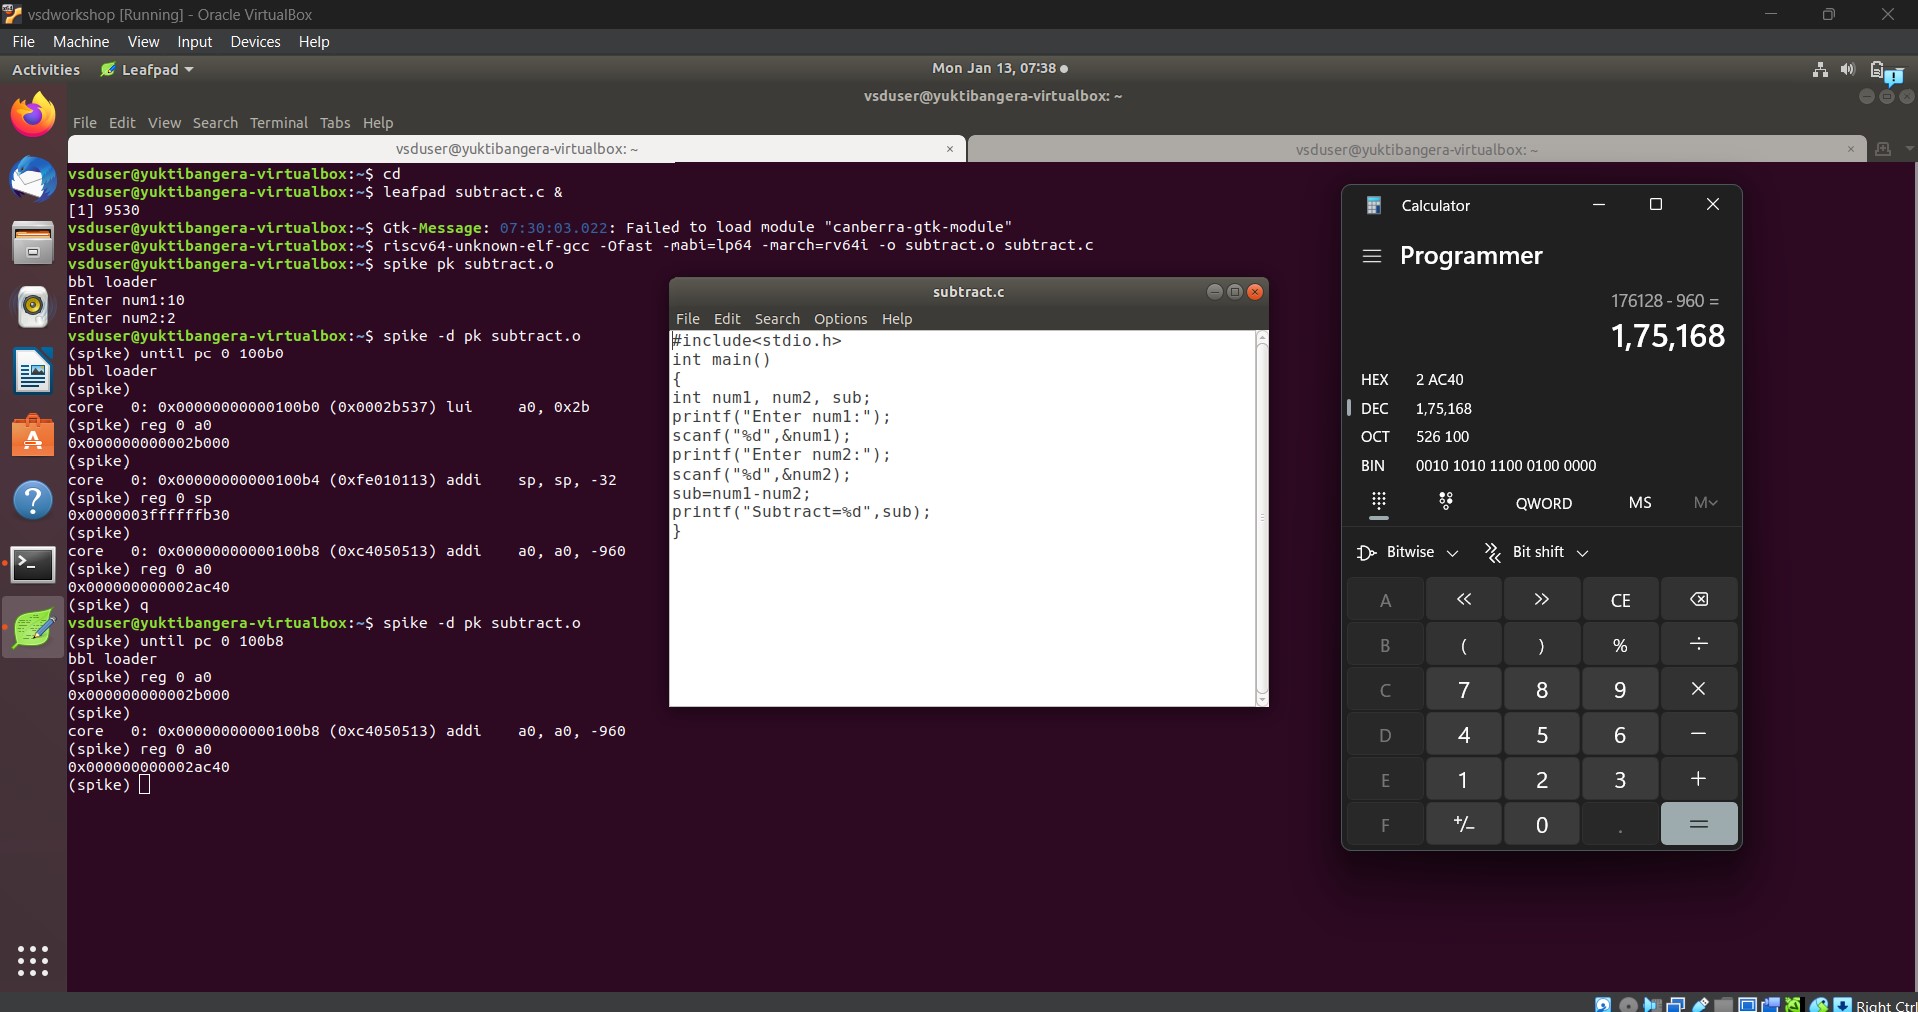 vsdworkshop [Running] - Oracle VirtualBox
File Machine View Input Devices Help
Activities Leafpad Mon Jan 13, 07:38
vsduser@yuktibangera-virtualbox: ~
File Edit View Search Terminal Tabs Help
vsduser@yuktibangera-virtualbox: ~ × vsduser@yuktibangera-virtualbox: ~ ×
vsduser@yuktibangera-virtualbox:~$ cd
vsduser@yuktibangera-virtualbox:~$ leafpad subtract.c &
[1] 9530
vsduser@yuktibangera-virtualbox:~$ Gtk-Message: 07:30:03.022: Failed to load module "canberra-gtk-module"
vsduser@yuktibangera-virtualbox:~$ riscv64-unknown-elf-gcc -Ofast -mabi=lp64 -march=rv64i -o subtract.o subtract.c
vsduser@yuktibangera-virtualbox:~$ spike pk subtract.o
bbl loader
Enter num1:10
Enter num2:2
vsduser@yuktibangera-virtualbox:~$ spike -d pk subtract.o
(spike) until pc 0 100b0
bbl loader
(spike)
core   0: 0x00000000000100b0 (0x0002b537) lui    a0, 0x2b
(spike) reg 0 a0
0x000000000002b000
(spike)
core   0: 0x00000000000100b4 (0xfe010113) addi    sp, sp, -32
(spike) reg 0 sp
0x0000003ffffffb30
(spike)
core   0: 0x00000000000100b8 (0xc4050513) addi    a0, a0, -960
(spike) reg 0 a0
0x000000000002ac40
(spike) q
vsduser@yuktibangera-virtualbox:~$ spike -d pk subtract.o
(spike) until pc 0 100b8
bbl loader
(spike) reg 0 a0
0x000000000002b000
(spike)
core   0: 0x00000000000100b8 (0xc4050513) addi    a0, a0, -960
(spike) reg 0 a0
0x000000000002ac40
(spike)
subtract.c
File Edit Search Options Help
#include<stdio.h>
int main()
{
int num1, num2, sub;
printf("Enter num1:");
scanf("%d",&num1);
printf("Enter num2:");
scanf("%d",&num2);
sub=num1-num2;
printf("Subtract=%d",sub);
}
Calculator
Programmer
176128 - 960 =
1,75,168
HEX 2 AC40
DEC 1,75,168
OCT 526 100
BIN 0010 1010 1100 0100 0000
QWORD MS M
Bitwise Bit shift
A << >> CE
B ( ) % ÷
C 7 8 9 ×
D 4 5 6 −
E 1 2 3 +
F +/− 0 . =
Right Ctrl